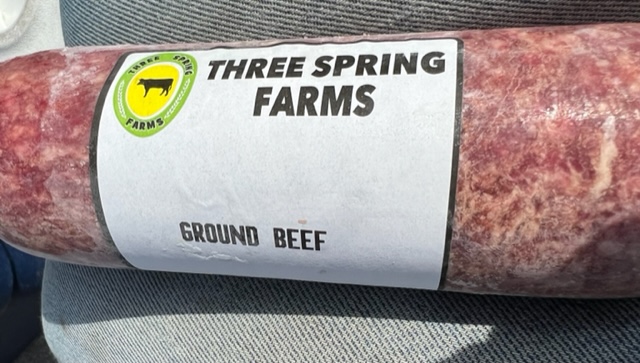 THREE SPRING
FARMS
THREE SPRING
FARMS
GROUND BEEF